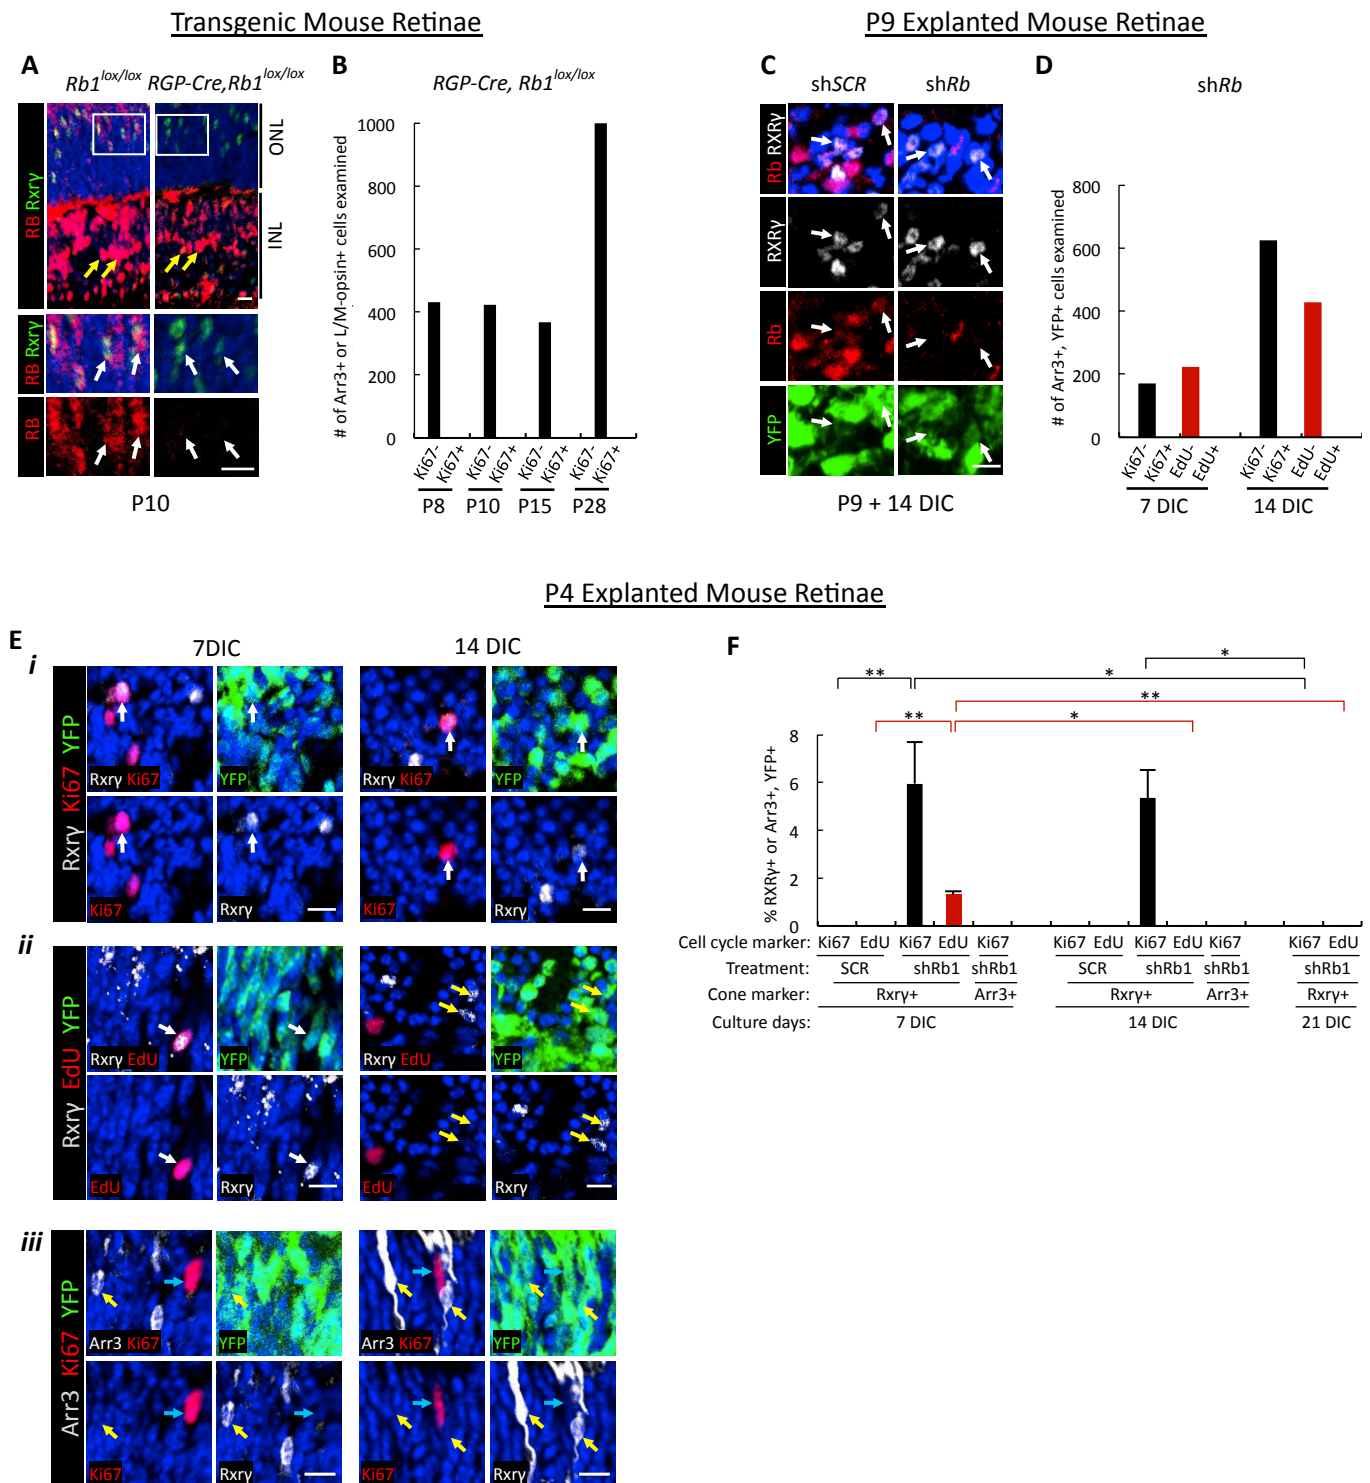 Transgenic Mouse Retinae
P9 Explanted Mouse Retinae
A
Rb1lox/lox
RGP-Cre,Rb1lox/lox
RB Rxrγ
ONL
INL
RB Rxrγ
RB
P10
B
RGP-Cre, Rb1lox/lox
# of Arr3+ or L/M-opsin+ cells examined
1000
800
600
400
200
0
Ki67- Ki67+ Ki67- Ki67+ Ki67- Ki67+ Ki67- Ki67+
P8 P10 P15 P28
C
shSCR shRb
Rb RXRγ
RXRγ
Rb
YFP
P9 + 14 DIC
D
shRb
# of Arr3+, YFP+ cells examined
800
600
400
200
0
Ki67- Ki67+ EdU- EdU+ Ki67- Ki67+ EdU- EdU+
7 DIC 14 DIC
P4 Explanted Mouse Retinae
E
7DIC 14 DIC
i
Rxrγ Ki67 YFP
Rxrγ Ki67 YFP Rxrγ Ki67 YFP
Ki67 Rxrγ Ki67 Rxrγ
ii
Rxrγ EdU YFP
Rxrγ EdU YFP Rxrγ EdU YFP
EdU Rxrγ EdU Rxrγ
iii
Arr3 Ki67 YFP
Arr3 Ki67 YFP Arr3 Ki67 YFP
Ki67 Rxrγ Ki67 Rxrγ
F
*
** *
**
** *
% RXRγ+ or Arr3+, YFP+
8
6
4
2
0
Cell cycle marker: Ki67 EdU Ki67 EdU Ki67 Ki67 EdU Ki67 EdU Ki67 Ki67 EdU
Treatment: SCR shRb1 shRb1 SCR shRb1 shRb1 shRb1
Cone marker: Rxrγ+ Arr3+ Rxrγ+ Arr3+ Rxrγ+
Culture days: 7 DIC 14 DIC 21 DIC